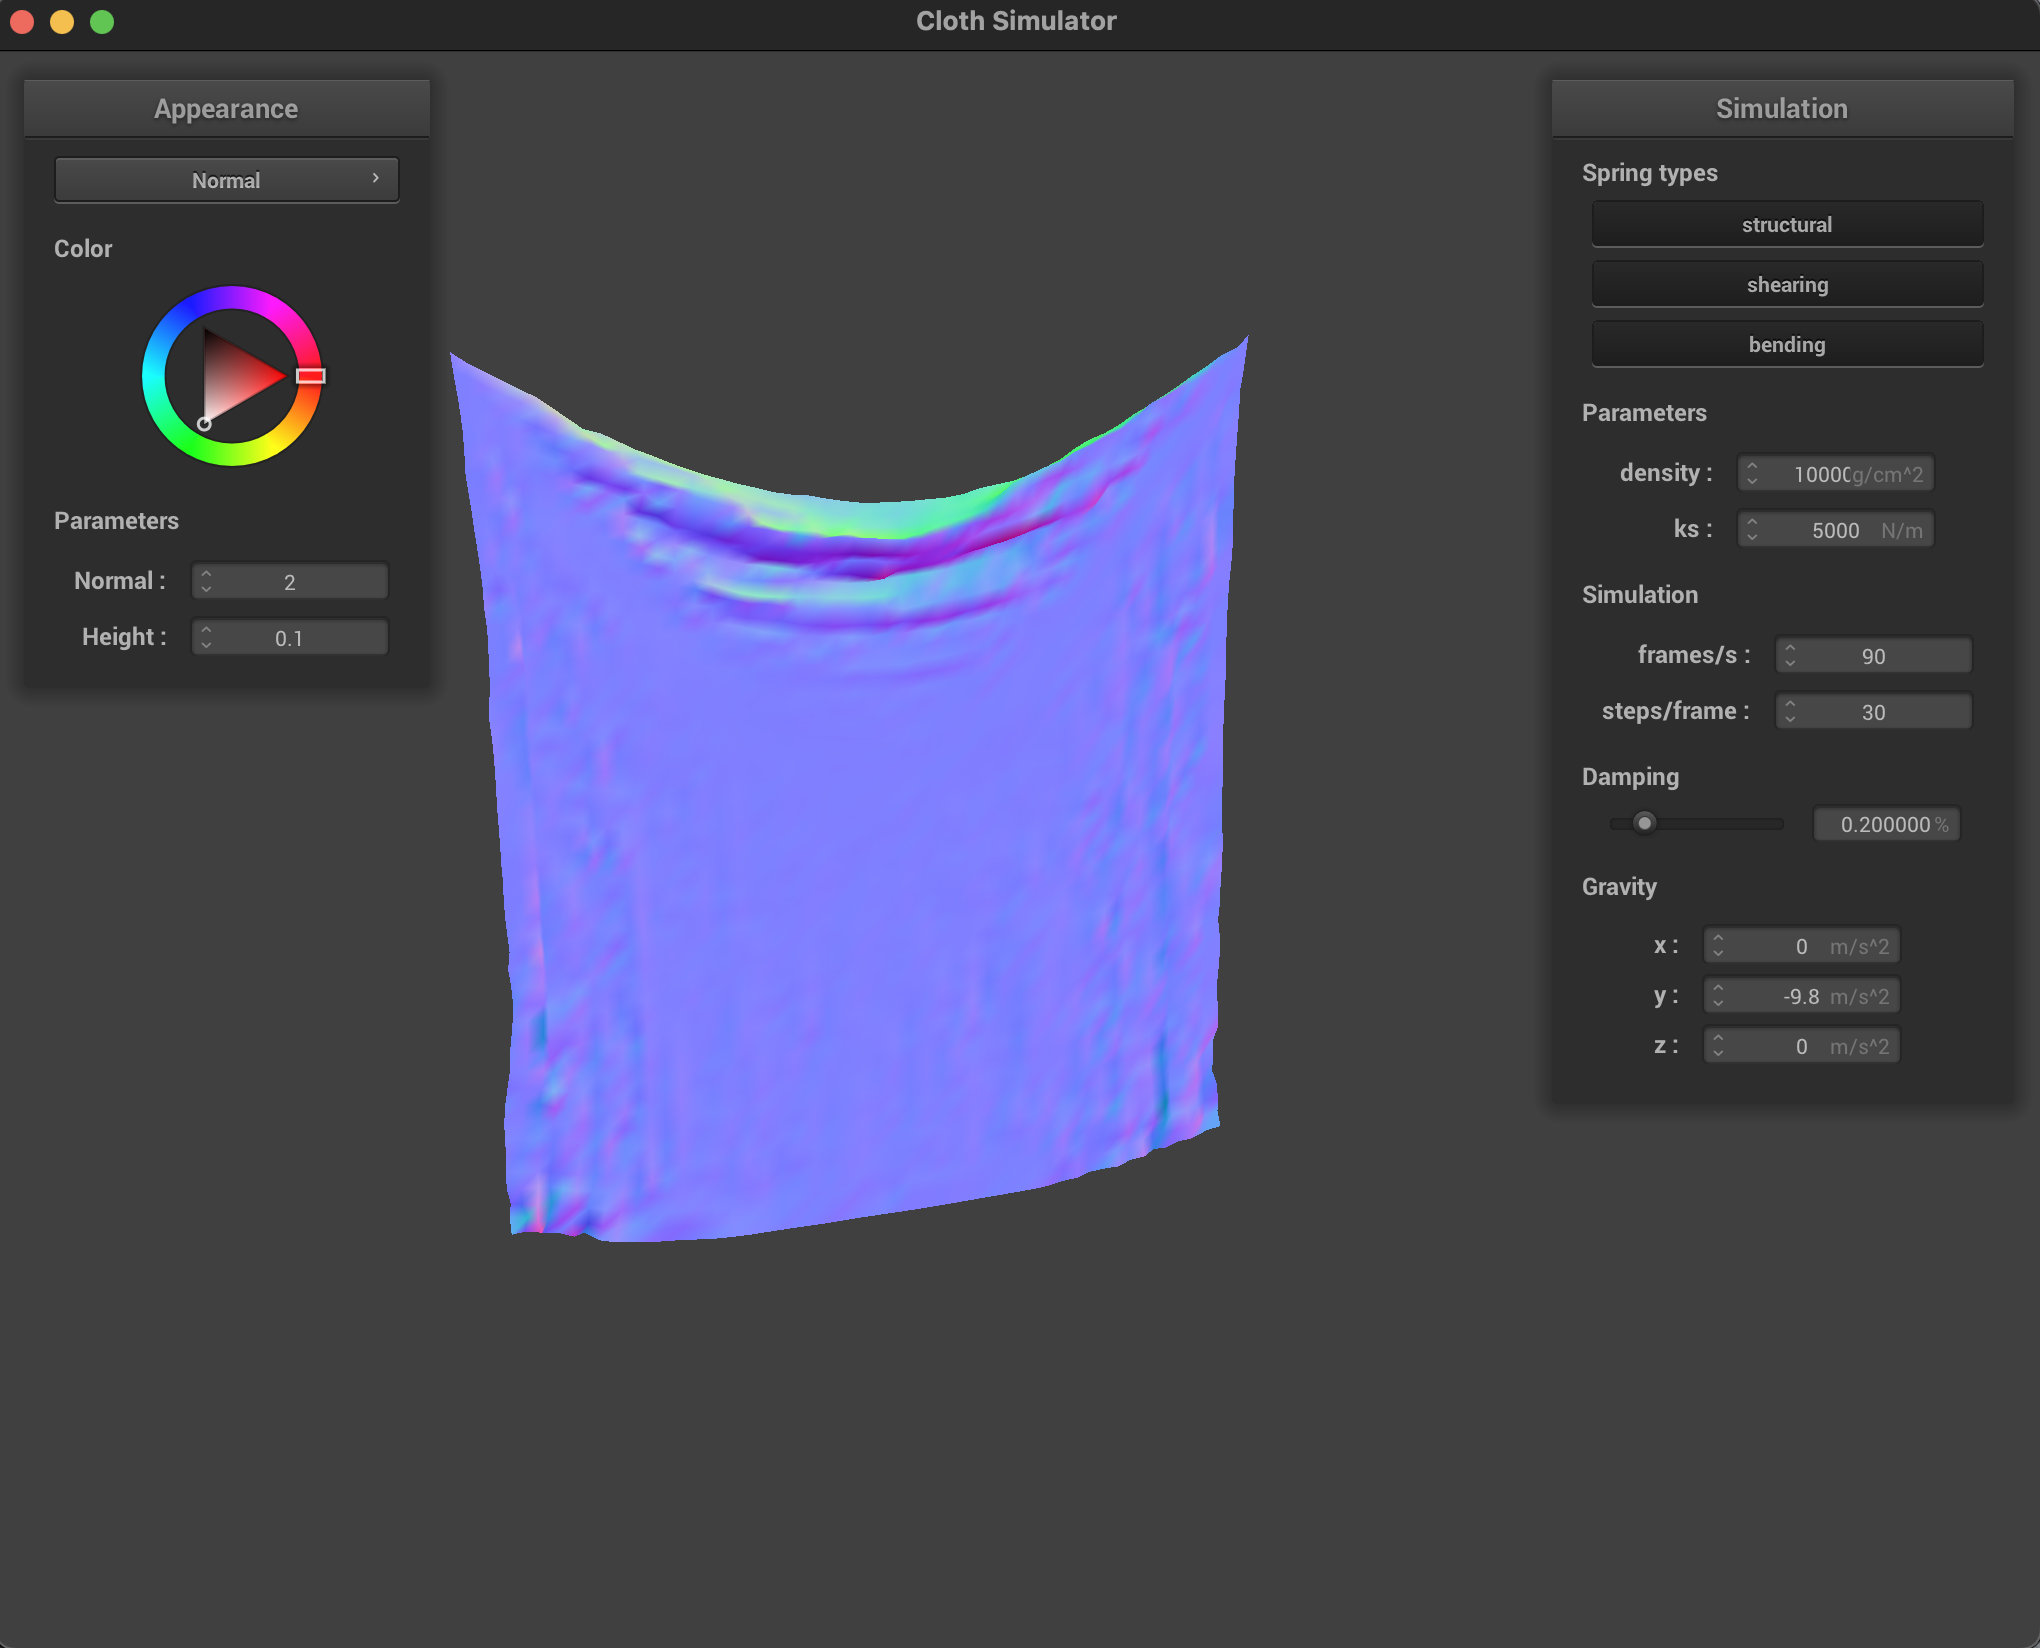 Cloth Simulator
Appearance
Normal
Color
Parameters
Normal : 2
Height : 0.1
Simulation
Spring types
structural
shearing
bending
Parameters
density : 1000 g/cm^2
ks : 5000 N/m
Simulation
frames/s : 90
steps/frame : 30
Damping
0.200000 %
Gravity
x : 0 m/s^2
y : -9.8 m/s^2
z : 0 m/s^2